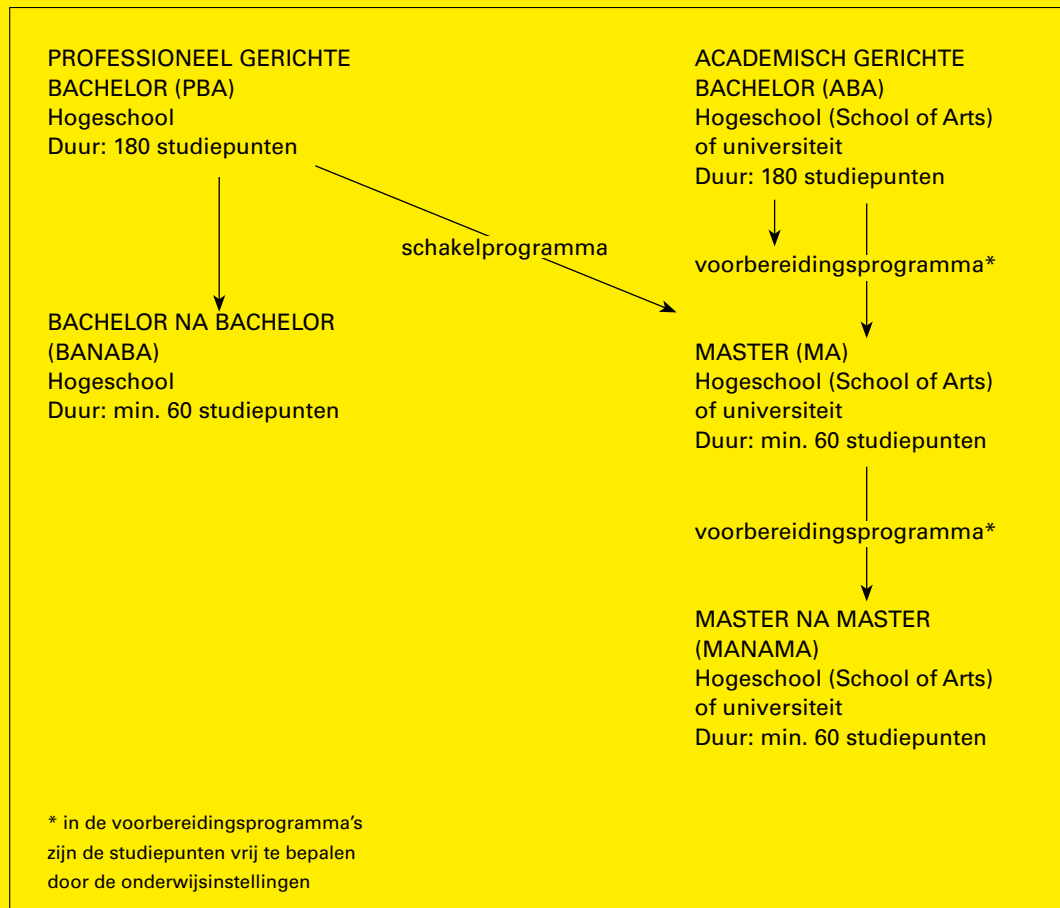 PROFESSIONEEL GERICHTE
BACHELOR (PBA)
Hogeschool
Duur: 180 studiepunten
ACADEMISCH GERICHTE
BACHELOR (ABA)
Hogeschool (School of Arts)
of universiteit
Duur: 180 studiepunten
schakelprogramma
voorbereidingsprogramma*
BACHELOR NA BACHELOR
(BANABA)
Hogeschool
Duur: min. 60 studiepunten
MASTER (MA)
Hogeschool (School of Arts)
of universiteit
Duur: min. 60 studiepunten
voorbereidingsprogramma*
MASTER NA MASTER
(MANAMA)
Hogeschool (School of Arts)
of universiteit
Duur: min. 60 studiepunten
* in de voorbereidingsprogramma's
zijn de studiepunten vrij te bepalen
door de onderwijsinstellingen